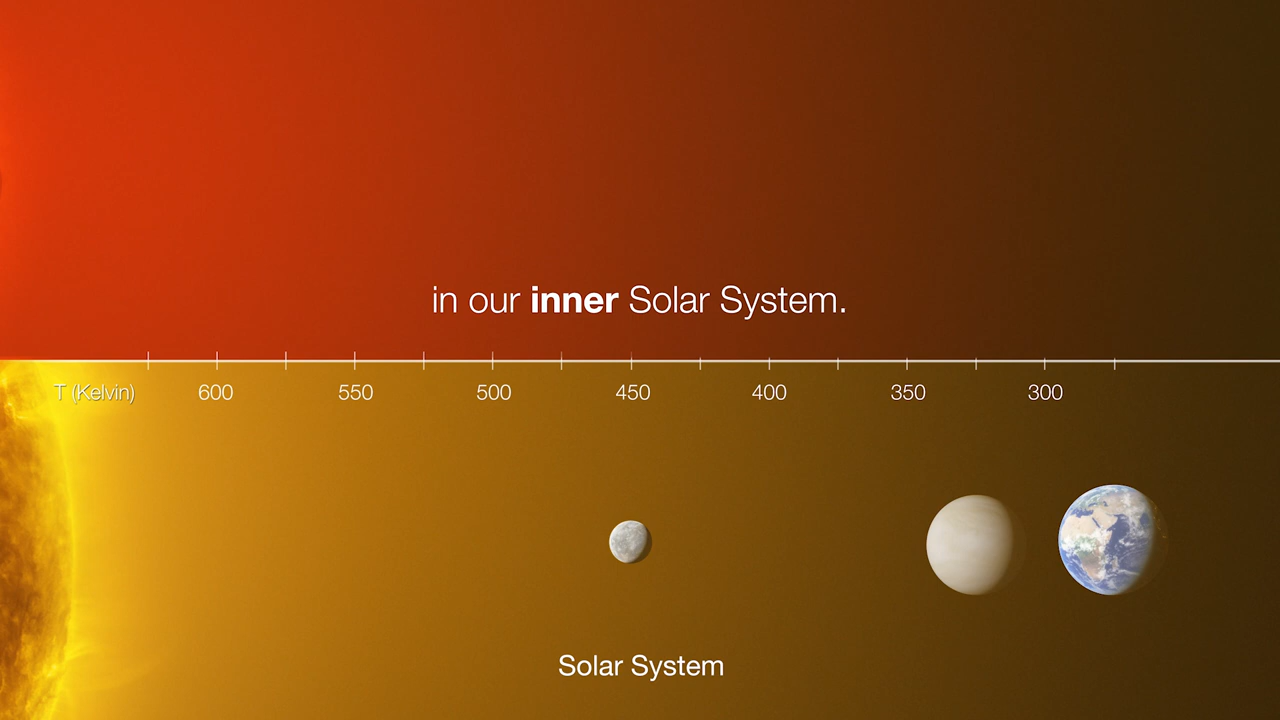 in our inner Solar System.
T (Kelvin) 600 550 500 450 400 350 300
Solar System